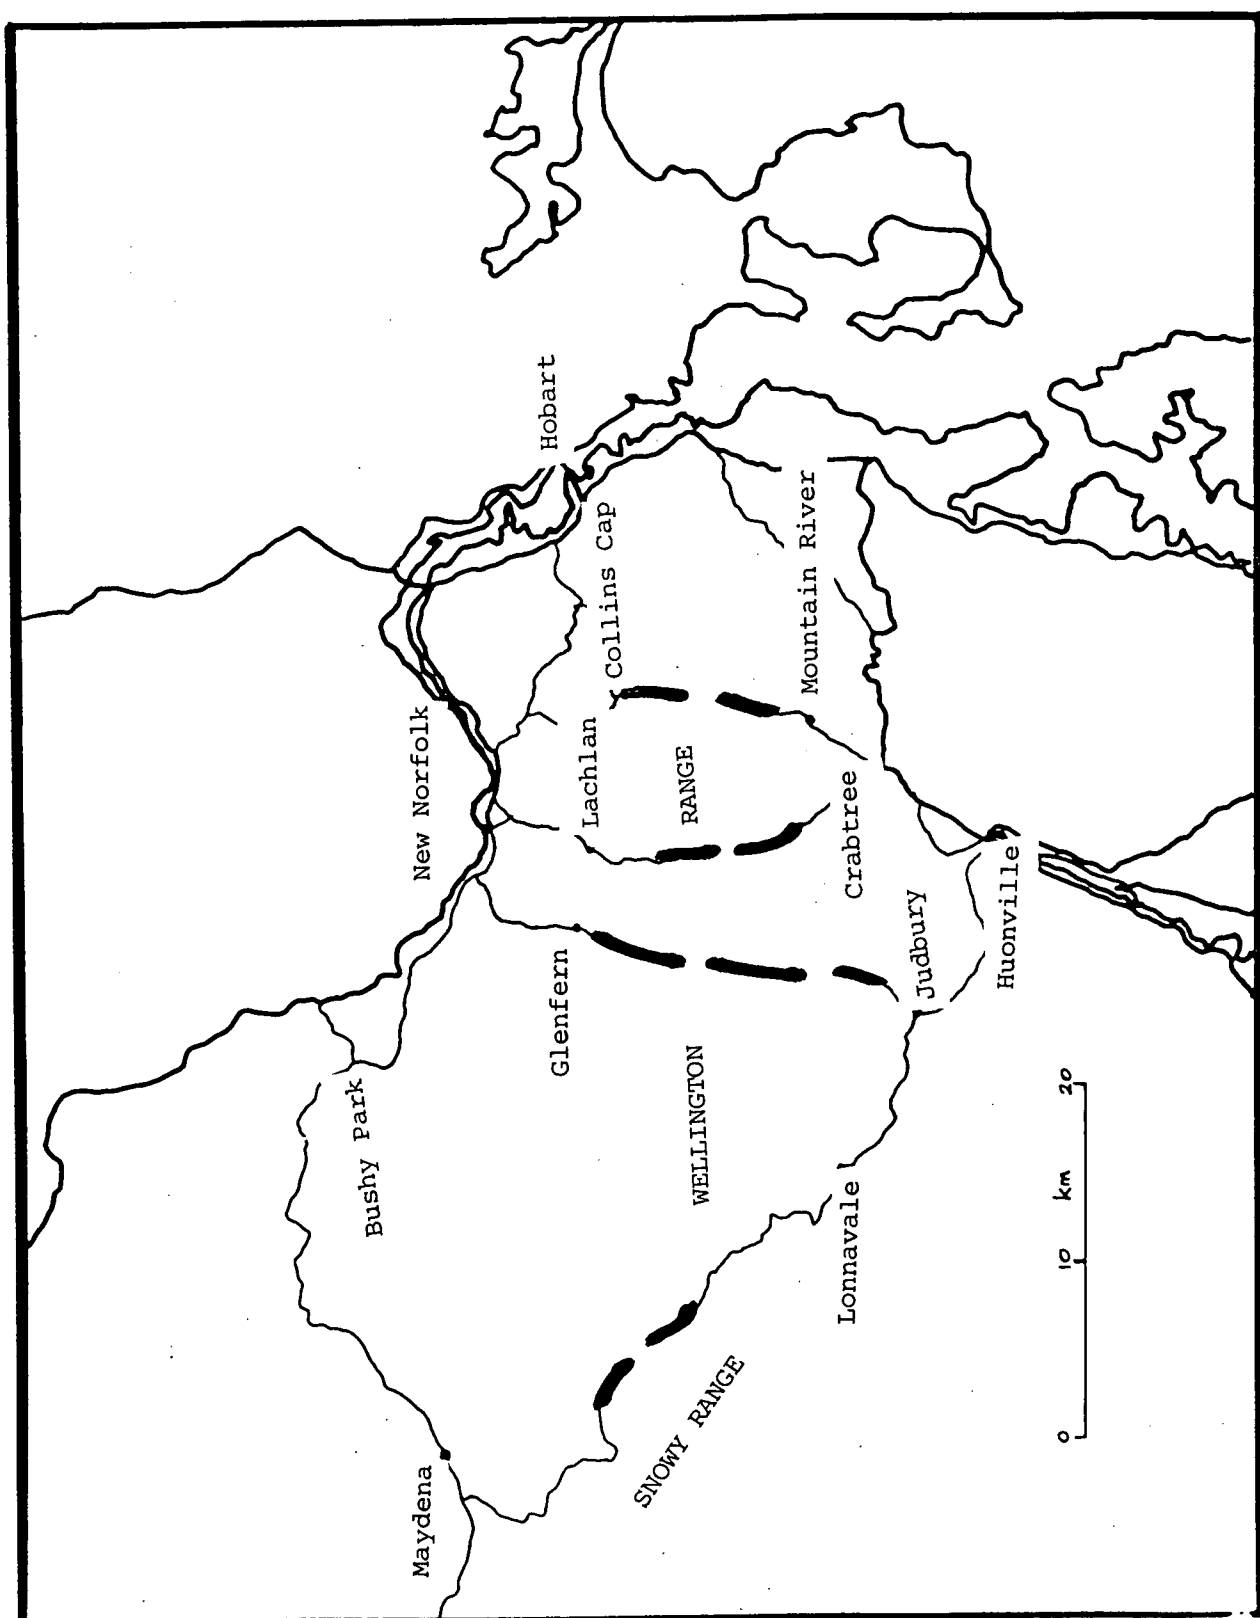 Hobart
New Norfolk
Collins Cap
Lachlan
Mountain River
RANGE
Crabtree
Bushy Park
Glenfern
Judbury
Huonville
WELLINGTON
Maydena
Lonnavale
SNOWY RANGE
0 10 km 20